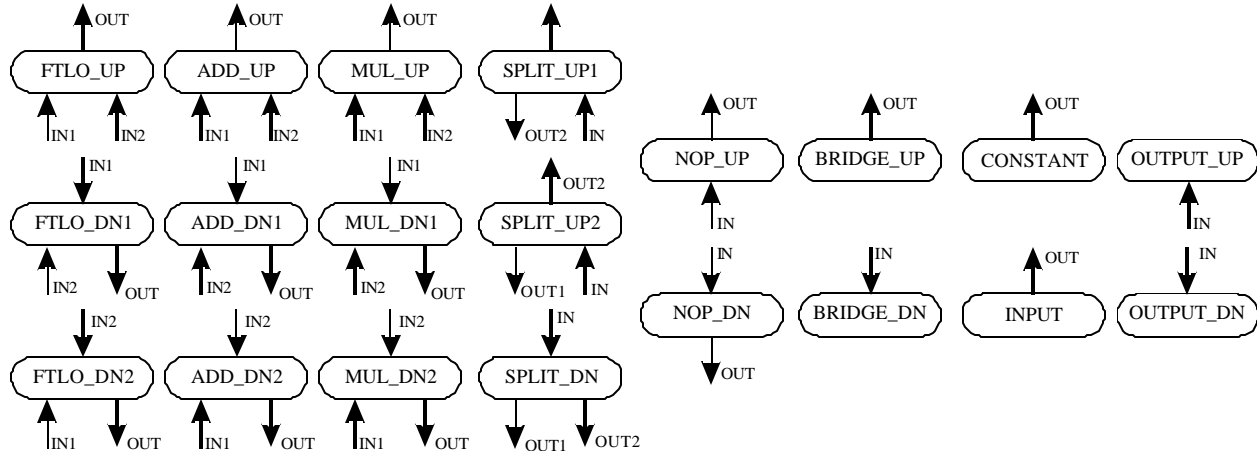 OUT OUT OUT
FTLO_UP ADD_UP MUL_UP SPLIT_UP1
IN1 IN2 IN1 IN2 IN1 IN2 OUT2 IN
IN1 IN1 IN1 OUT2
FTLO_DN1 ADD_DN1 MUL_DN1 SPLIT_UP2
IN2 OUT IN2 OUT IN2 OUT OUT1 IN
IN2 IN2 IN2 IN
FTLO_DN2 ADD_DN2 MUL_DN2 SPLIT_DN
IN1 OUT IN1 OUT IN1 OUT OUT1 OUT2
OUT OUT OUT
NOP_UP BRIDGE_UP CONSTANT OUTPUT_UP
IN IN
IN IN OUT IN
NOP_DN BRIDGE_DN INPUT OUTPUT_DN
OUT